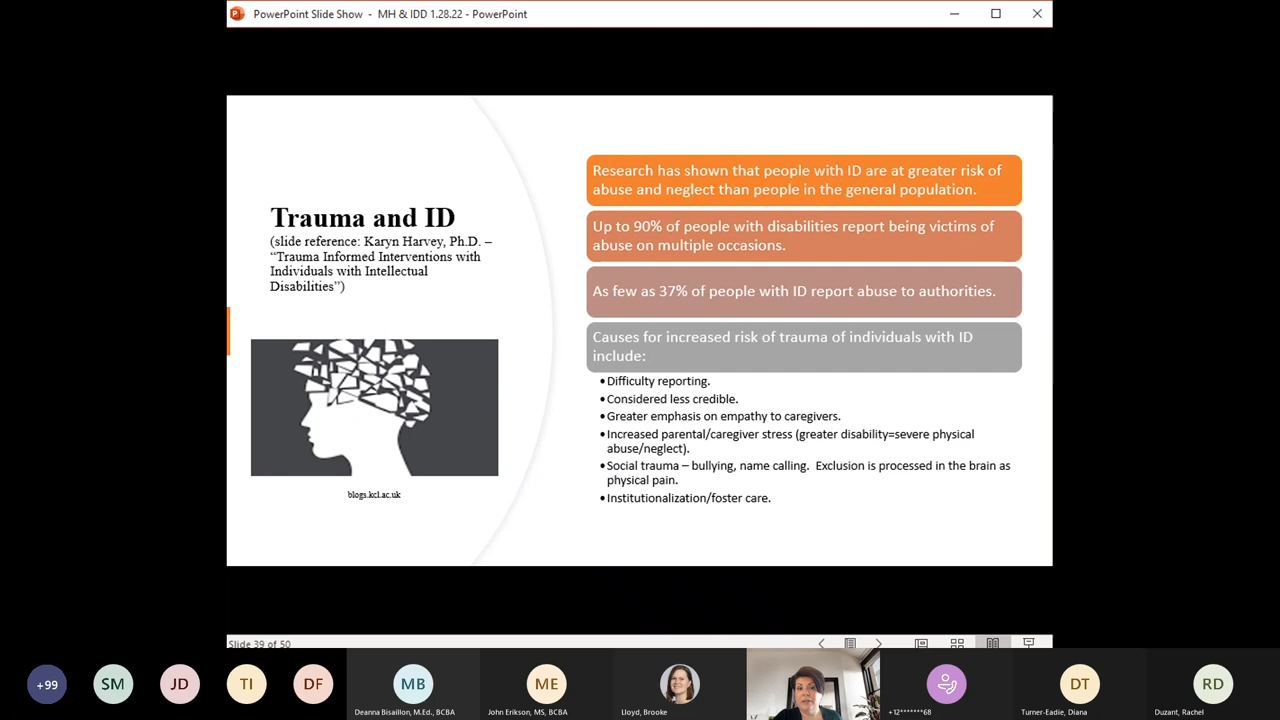 PowerPoint Slide Show - MH & IDD 1.28.22 - PowerPoint
Trauma and ID
(slide reference: Karyn Harvey, Ph.D. –
“Trauma Informed Interventions with
Individuals with Intellectual
Disabilities”)
blogs.kcl.ac.uk
Research has shown that people with ID are at greater risk of
abuse and neglect than people in the general population.
Up to 90% of people with disabilities report being victims of
abuse on multiple occasions.
As few as 37% of people with ID report abuse to authorities.
Causes for increased risk of trauma of individuals with ID
include:
•Difficulty reporting.
•Considered less credible.
•Greater emphasis on empathy to caregivers.
•Increased parental/caregiver stress (greater disability=severe physical
abuse/neglect).
•Social trauma – bullying, name calling. Exclusion is processed in the brain as
physical pain.
•Institutionalization/foster care.
Slide 39 of 50
+99
SM
JD
TI
DF
MB
ME
DT
RD
Deanna Bisaillon, M.Ed., BCBA
John Erikson, MS, BCBA
Lloyd, Brooke
+12*******68
Turner-Eadie, Diana
Duzant, Rachel